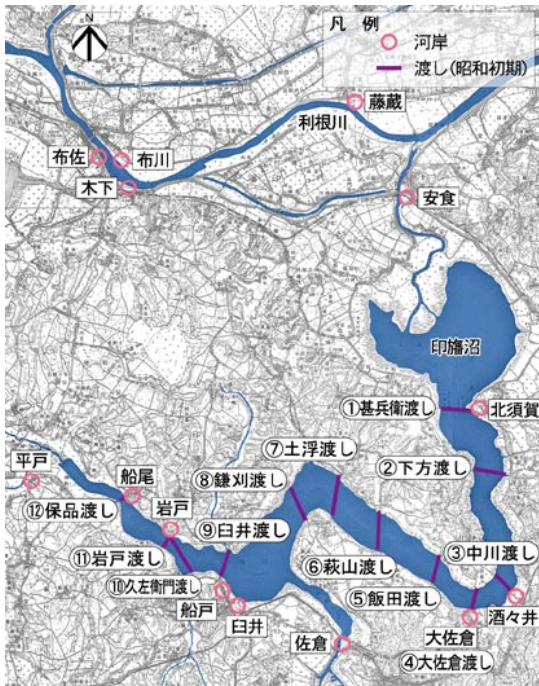 N
凡 例
河岸
渡し(昭和初期)
藤蔵
利根川
布佐
布川
木下
安食
印旛沼
①甚兵衛渡し
北須賀
②下方渡し
⑦土浮渡し
⑧鎌刈渡し
平戸
船尾
⑫保品渡し
岩戸
⑨臼井渡し
③中川渡し
⑪岩戸渡し
⑥萩山渡し
⑩久左衛門渡し
⑤飯田渡し
船戸
臼井
酒々井
大佐倉
佐倉
④大佐倉渡し